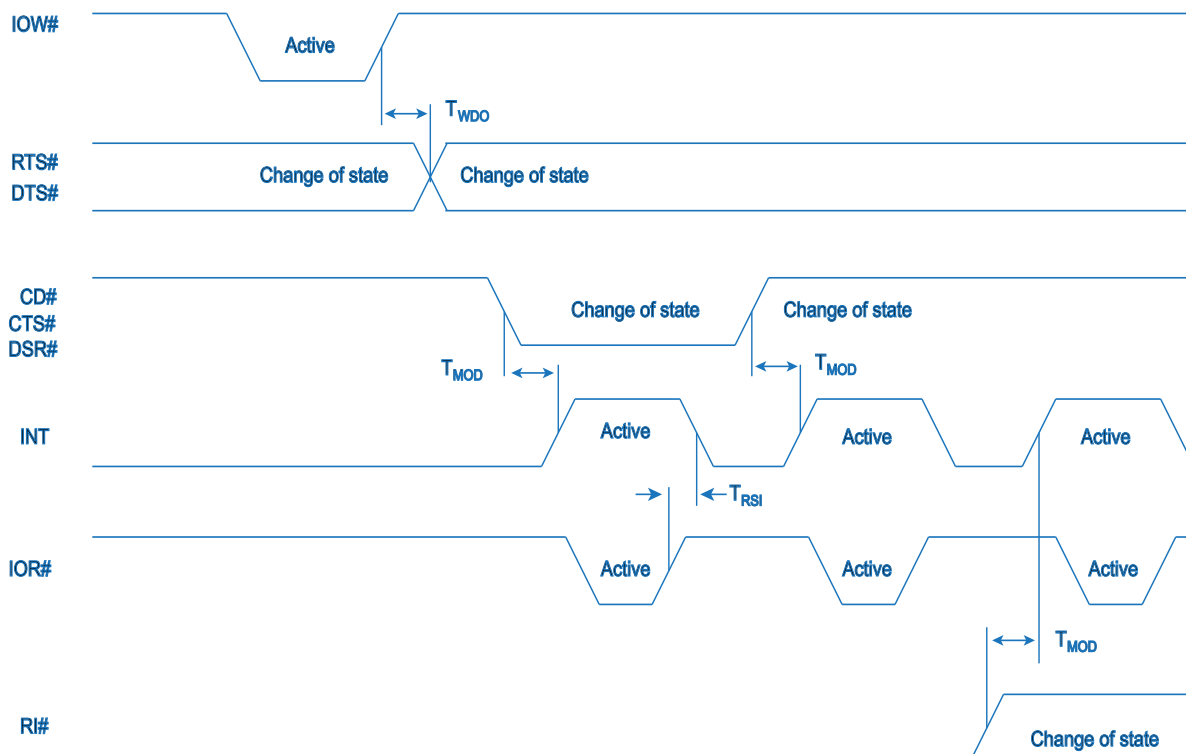 IOW#
Active
TWDO
RTS#
DTS#
Change of state
Change of state
CD#
CTS#
DSR#
Change of state
Change of state
TMOD
TMOD
INT
Active
Active
Active
TRSI
IOR#
Active
Active
Active
TMOD
RI#
Change of state